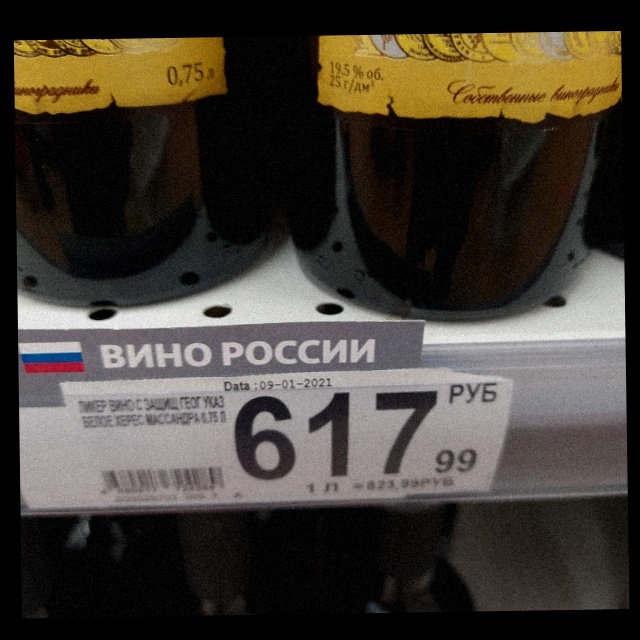 0,75 л
виноградники
19.5 % об.
25 г/дм³
Собственные виноградники
ВИНО РОССИИ
Data :09-01-2021
ЛИКЕР ВИНО С ЗАЩИЩ ГЕОГ УКАЗ
БЕЛОЕ ХЕРЕС МАССАНДРА 0.75 Л
617 99 РУБ
1 Л =823,99РУБ